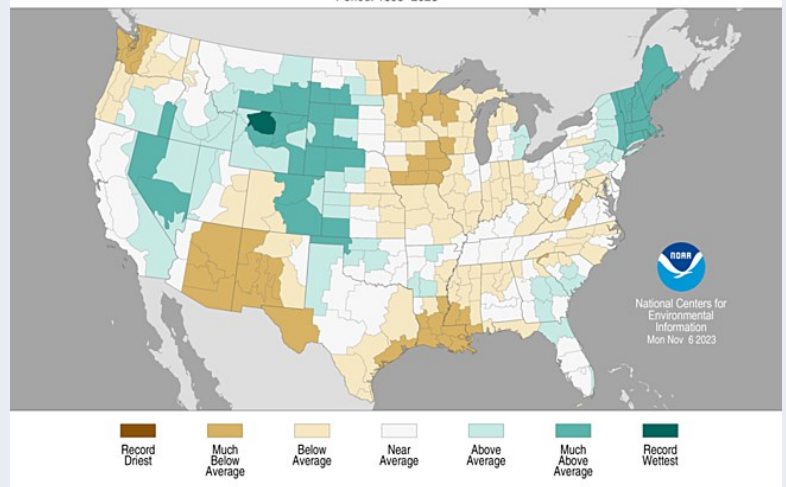 NOAA
National Centers for
Environmental
Information
Mon Nov 6 2023
Record
Driest
Much
Below
Average
Below
Average
Near
Average
Above
Average
Much
Above
Average
Record
Wettest